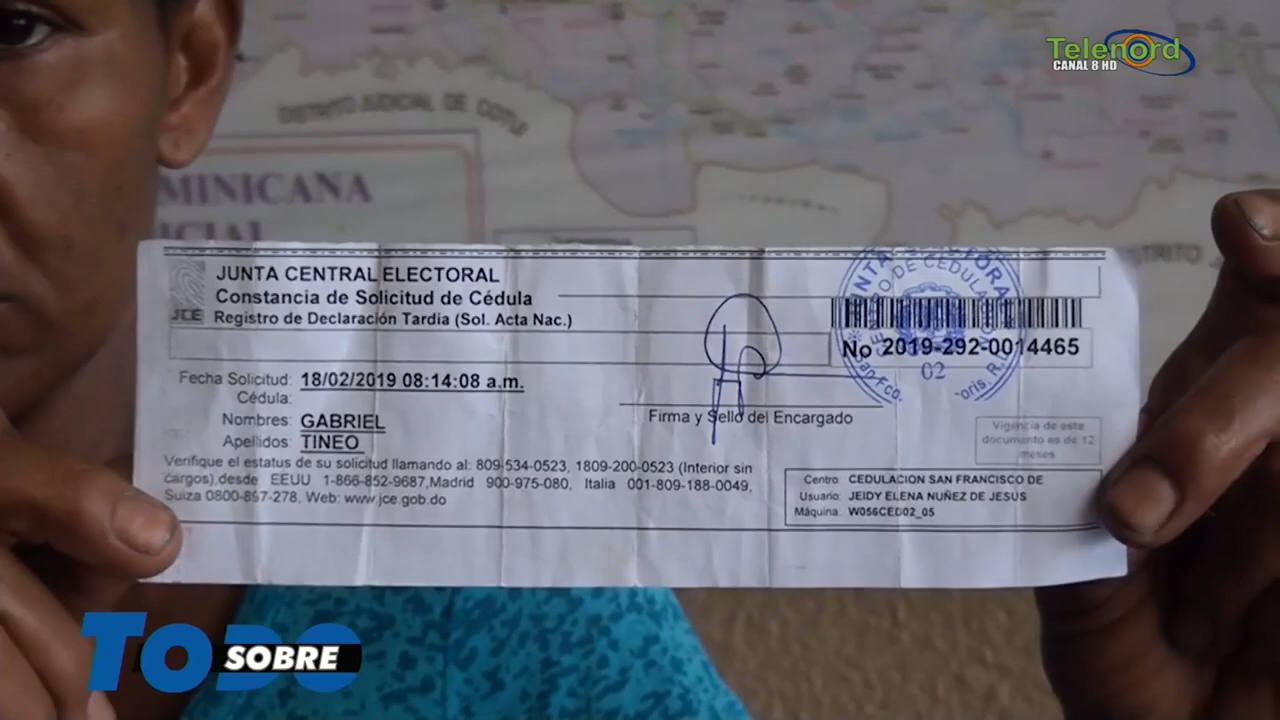 Telenord
CANAL 8 HD
DISTRITO JUDICIAL DE COTUI
MINICANA
ICIAL
TRITO
JUNTA CENTRAL ELECTORAL
Constancia de Solicitud de Cédula
JCE Registro de Declaración Tardia (Sol. Acta Nac.)
No 2019-292-0014465
02
Fecha Solicitud: 18/02/2019 08:14:08 a.m.
Cédula:
Nombres: GABRIEL
Apellidos: TINEO
Firma y Sello del Encargado
Vigencia de este
documento es de 12
meses
Verifique el estatus de su solicitud llamando al: 809-534-0523, 1809-200-0523 (Interior sin
cargos),desde EEUU 1-866-852-9687,Madrid 900-975-080, Italia 001-809-188-0049,
Suiza 0800-867-278, Web: www.jce.gob.do
Centro: CEDULACION SAN FRANCISCO DE
Usuario: JEIDY ELENA NUÑEZ DE JESUS
Máquina: W056CED02_05
TODO
SOBRE